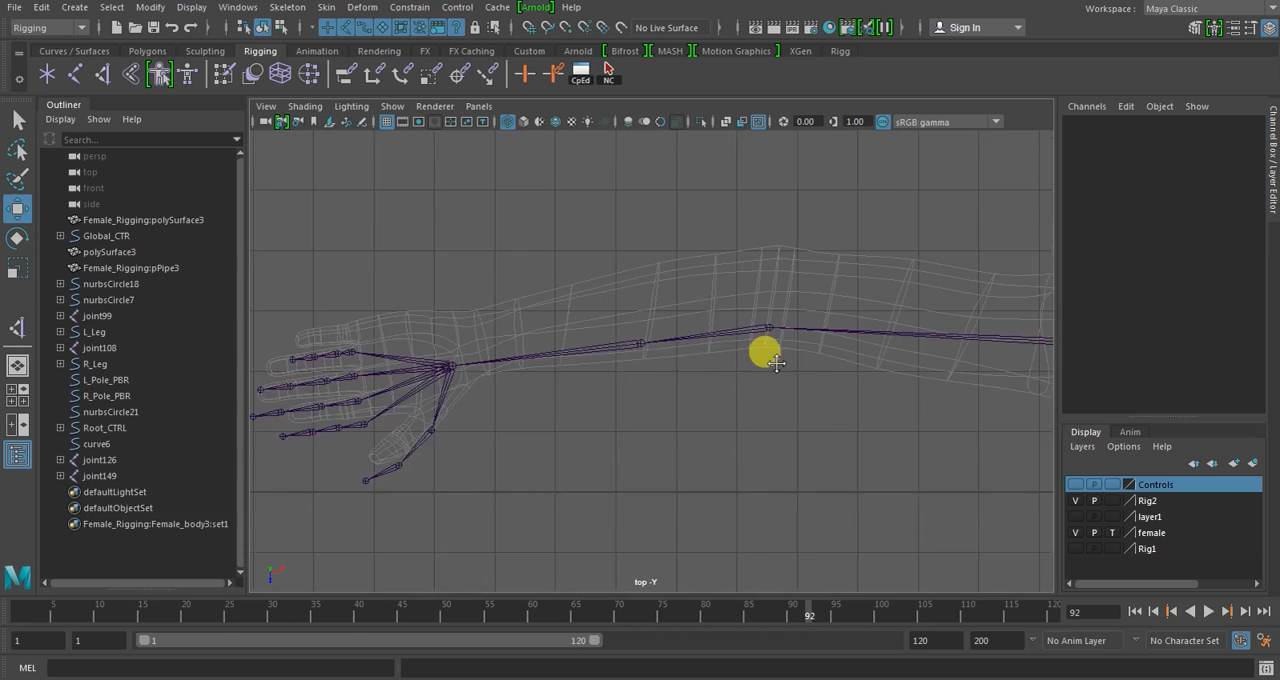 File Edit Create Select Modify Display Windows Skeleton Skin Deform Constrain Control Cache [Arnold] Help
Workspace : Maya Classic
Rigging No Live Surface Sign In
Curves / Surfaces Polygons Sculpting Rigging Animation Rendering FX FX Caching Custom Arnold Bifrost MASH Motion Graphics XGen Rigg
CpEd NC
Outliner
Display Show Help
Search...
persp
top
front
side
Female_Rigging:polySurface3
Global_CTR
polySurface3
Female_Rigging:pPipe3
nurbsCircle18
nurbsCircle7
joint99
L_Leg
joint108
R_Leg
L_Pole_PBR
R_Pole_PBR
nurbsCircle21
Root_CTRL
curve6
joint126
joint149
defaultLightSet
defaultObjectSet
Female_Rigging:Female_body3:set1
View Shading Lighting Show Renderer Panels
0.00 1.00 sRGB gamma
top -Y
Channels Edit Object Show
Channel Box / Layer Editor
Display Anim
Layers Options Help
P Controls
V P Rig2
P layer1
V P T female
P Rig1
5 10 15 20 25 30 35 40 45 50 55 60 65 70 75 80 85 90 95 100 105 110 115 120
92
92
1 1 1 120 120 200 No Anim Layer No Character Set
MEL